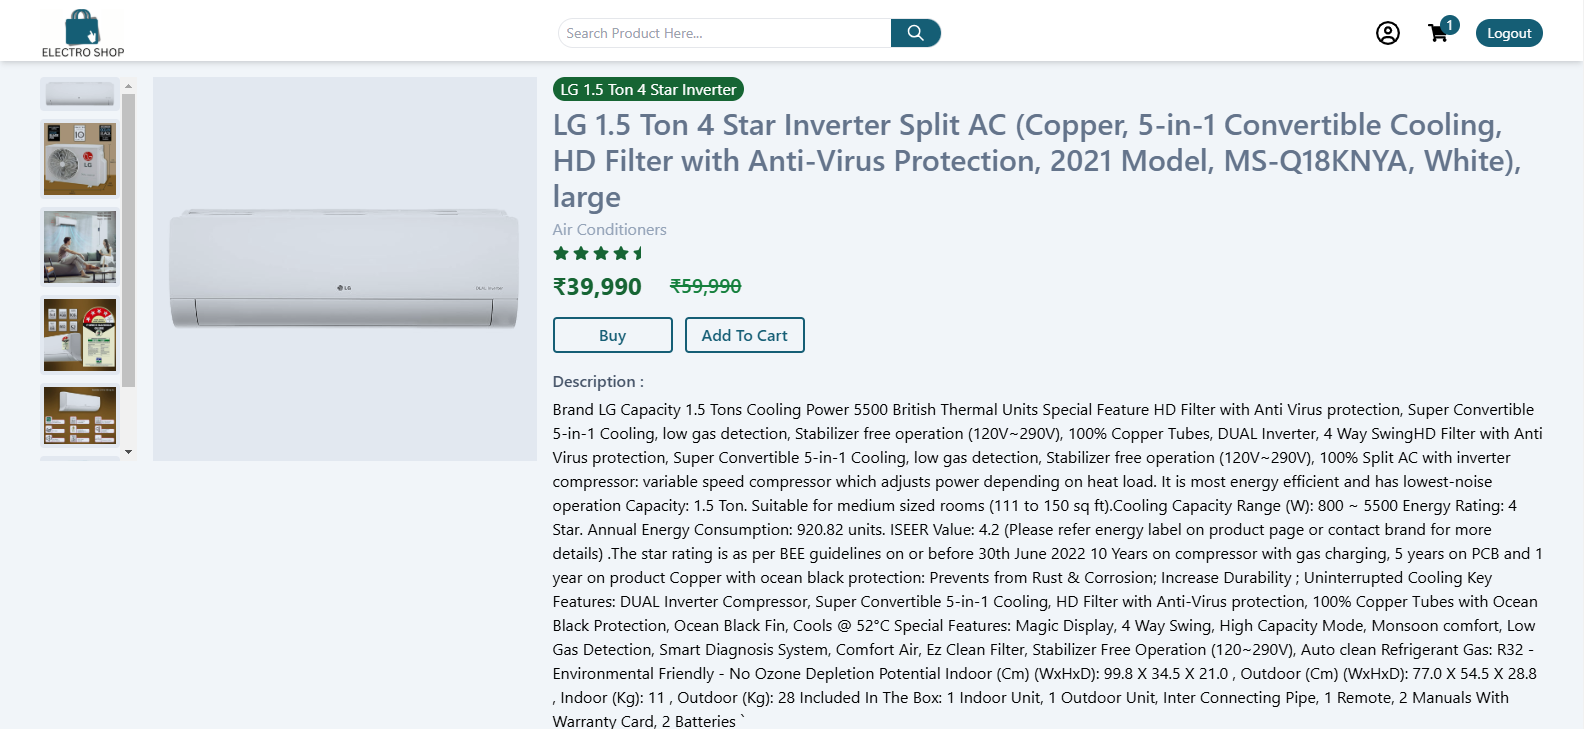 ELECTRO SHOP
Search Product Here...
1
Logout
LG 1.5 Ton 4 Star Inverter
LG 1.5 Ton 4 Star Inverter Split AC (Copper, 5-in-1 Convertible Cooling,
HD Filter with Anti-Virus Protection, 2021 Model, MS-Q18KNYA, White),
large
Air Conditioners
₹39,990 ₹59,990
Buy Add To Cart
LG
DUAL Inverter
Description :
Brand LG Capacity 1.5 Tons Cooling Power 5500 British Thermal Units Special Feature HD Filter with Anti Virus protection, Super Convertible
5-in-1 Cooling, low gas detection, Stabilizer free operation (120V~290V), 100% Copper Tubes, DUAL Inverter, 4 Way SwingHD Filter with Anti
Virus protection, Super Convertible 5-in-1 Cooling, low gas detection, Stabilizer free operation (120V~290V), 100% Split AC with inverter
compressor: variable speed compressor which adjusts power depending on heat load. It is most energy efficient and has lowest-noise
operation Capacity: 1.5 Ton. Suitable for medium sized rooms (111 to 150 sq ft).Cooling Capacity Range (W): 800 ~ 5500 Energy Rating: 4
Star. Annual Energy Consumption: 920.82 units. ISEER Value: 4.2 (Please refer energy label on product page or contact brand for more
details) .The star rating is as per BEE guidelines on or before 30th June 2022 10 Years on compressor with gas charging, 5 years on PCB and 1
year on product Copper with ocean black protection: Prevents from Rust & Corrosion; Increase Durability ; Uninterrupted Cooling Key
Features: DUAL Inverter Compressor, Super Convertible 5-in-1 Cooling, HD Filter with Anti-Virus protection, 100% Copper Tubes with Ocean
Black Protection, Ocean Black Fin, Cools @ 52°C Special Features: Magic Display, 4 Way Swing, High Capacity Mode, Monsoon comfort, Low
Gas Detection, Smart Diagnosis System, Comfort Air, Ez Clean Filter, Stabilizer Free Operation (120~290V), Auto clean Refrigerant Gas: R32 -
Environmental Friendly - No Ozone Depletion Potential Indoor (Cm) (WxHxD): 99.8 X 34.5 X 21.0 , Outdoor (Cm) (WxHxD): 77.0 X 54.5 X 28.8
, Indoor (Kg): 11 , Outdoor (Kg): 28 Included In The Box: 1 Indoor Unit, 1 Outdoor Unit, Inter Connecting Pipe, 1 Remote, 2 Manuals With
Warranty Card, 2 Batteries `